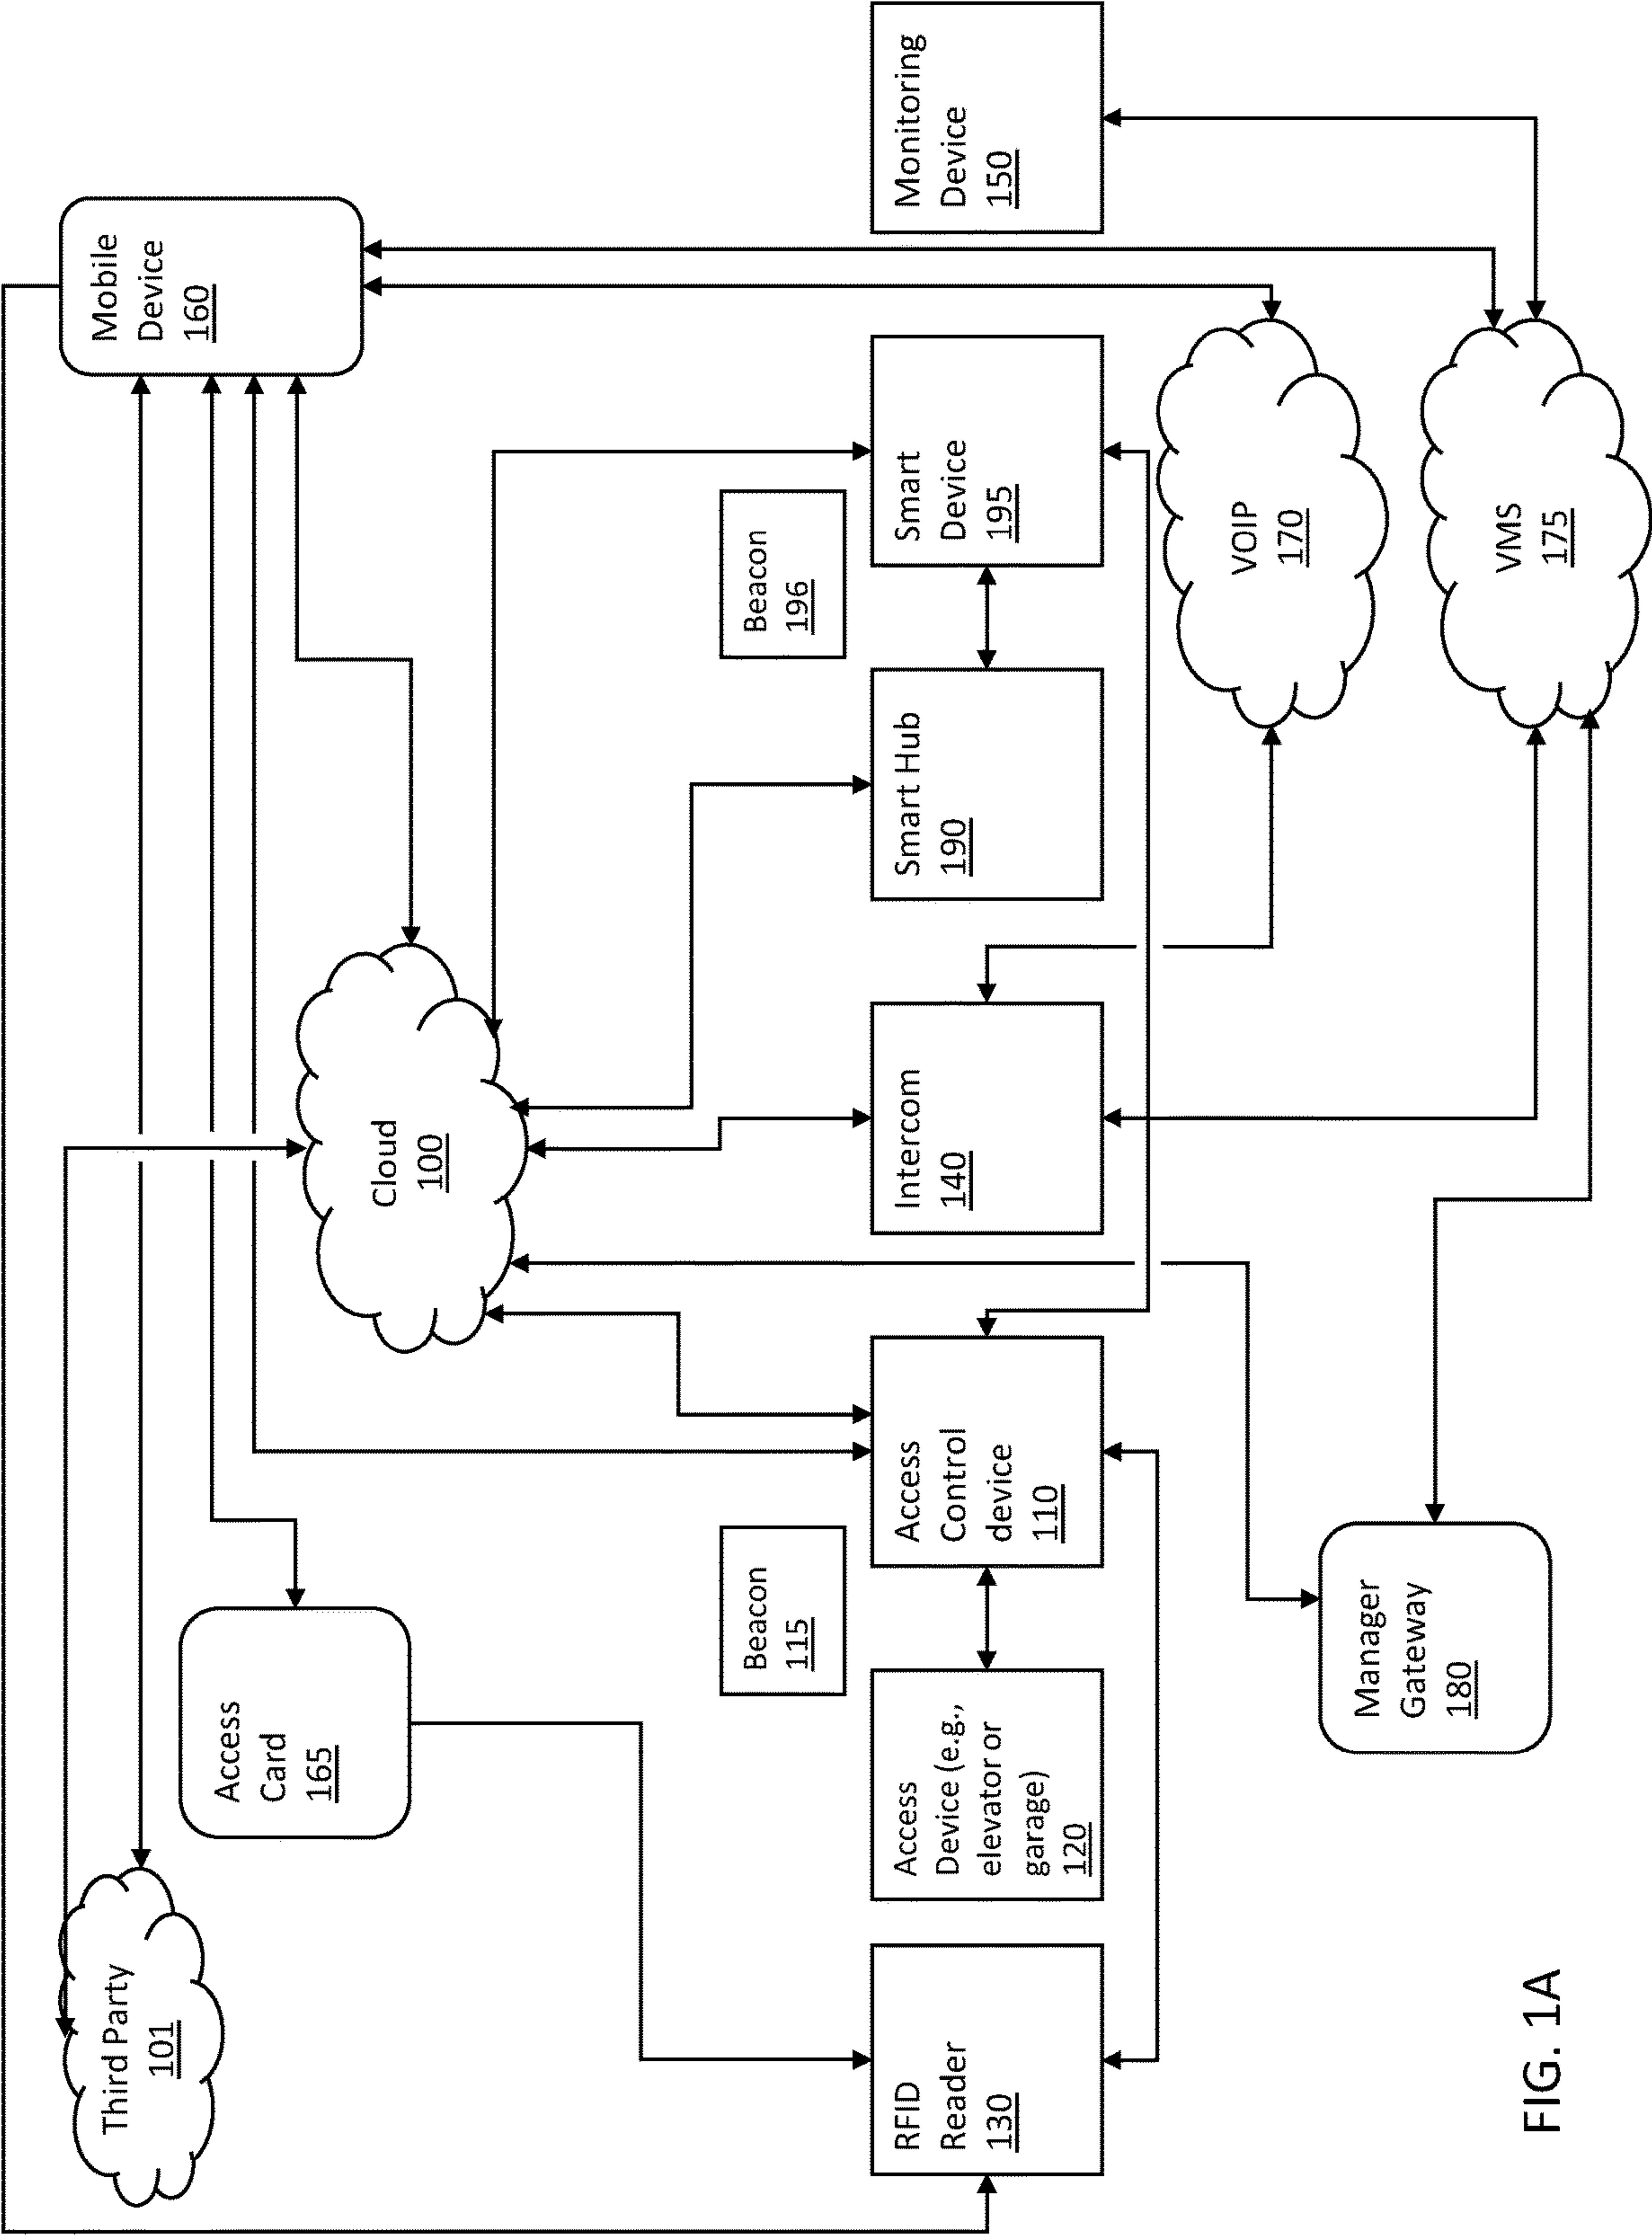 Third Party
101
Mobile
Device
160
Access
Card
165
Cloud
100
Beacon
115
Beacon
196
RFID
Reader
130
Access
Device (e.g.,
elevator or
garage)
120
Access
Control
device
110
Intercom
140
Smart Hub
190
Smart
Device
195
Monitoring
Device
150
VOIP
170
Manager
Gateway
180
VMS
175
FIG. 1A